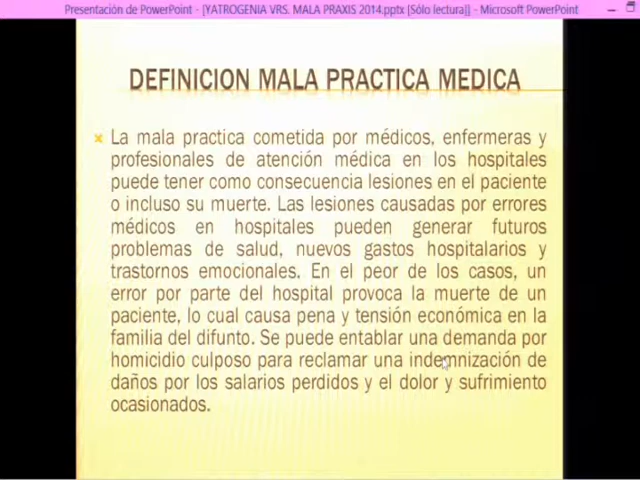 Presentación de PowerPoint - [YATROGENIA VRS. MALA PRAXIS 2014.pptx [Sólo lectura]] - Microsoft PowerPoint
DEFINICION MALA PRACTICA MEDICA
La mala practica cometida por médicos, enfermeras y
profesionales de atención médica en los hospitales
puede tener como consecuencia lesiones en el paciente
o incluso su muerte. Las lesiones causadas por errores
médicos en hospitales pueden generar futuros
problemas de salud, nuevos gastos hospitalarios y
trastornos emocionales. En el peor de los casos, un
error por parte del hospital provoca la muerte de un
paciente, lo cual causa pena y tensión económica en la
familia del difunto. Se puede entablar una demanda por
homicidio culposo para reclamar una indemnización de
daños por los salarios perdidos y el dolor y sufrimiento
ocasionados.